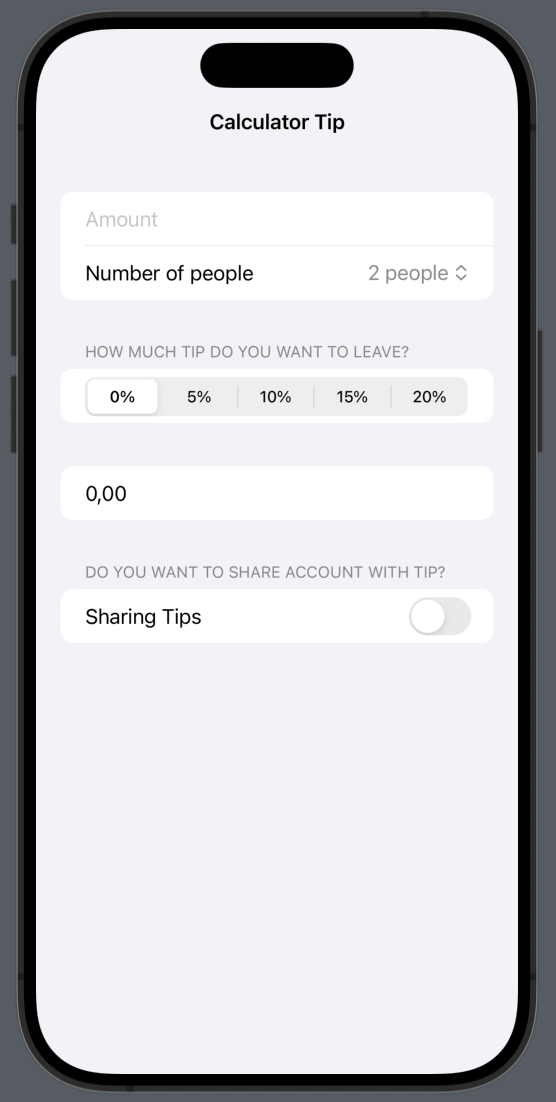 Calculator Tip
Amount
Number of people 2 people
HOW MUCH TIP DO YOU WANT TO LEAVE?
0% 5% 10% 15% 20%
0,00
DO YOU WANT TO SHARE ACCOUNT WITH TIP?
Sharing Tips